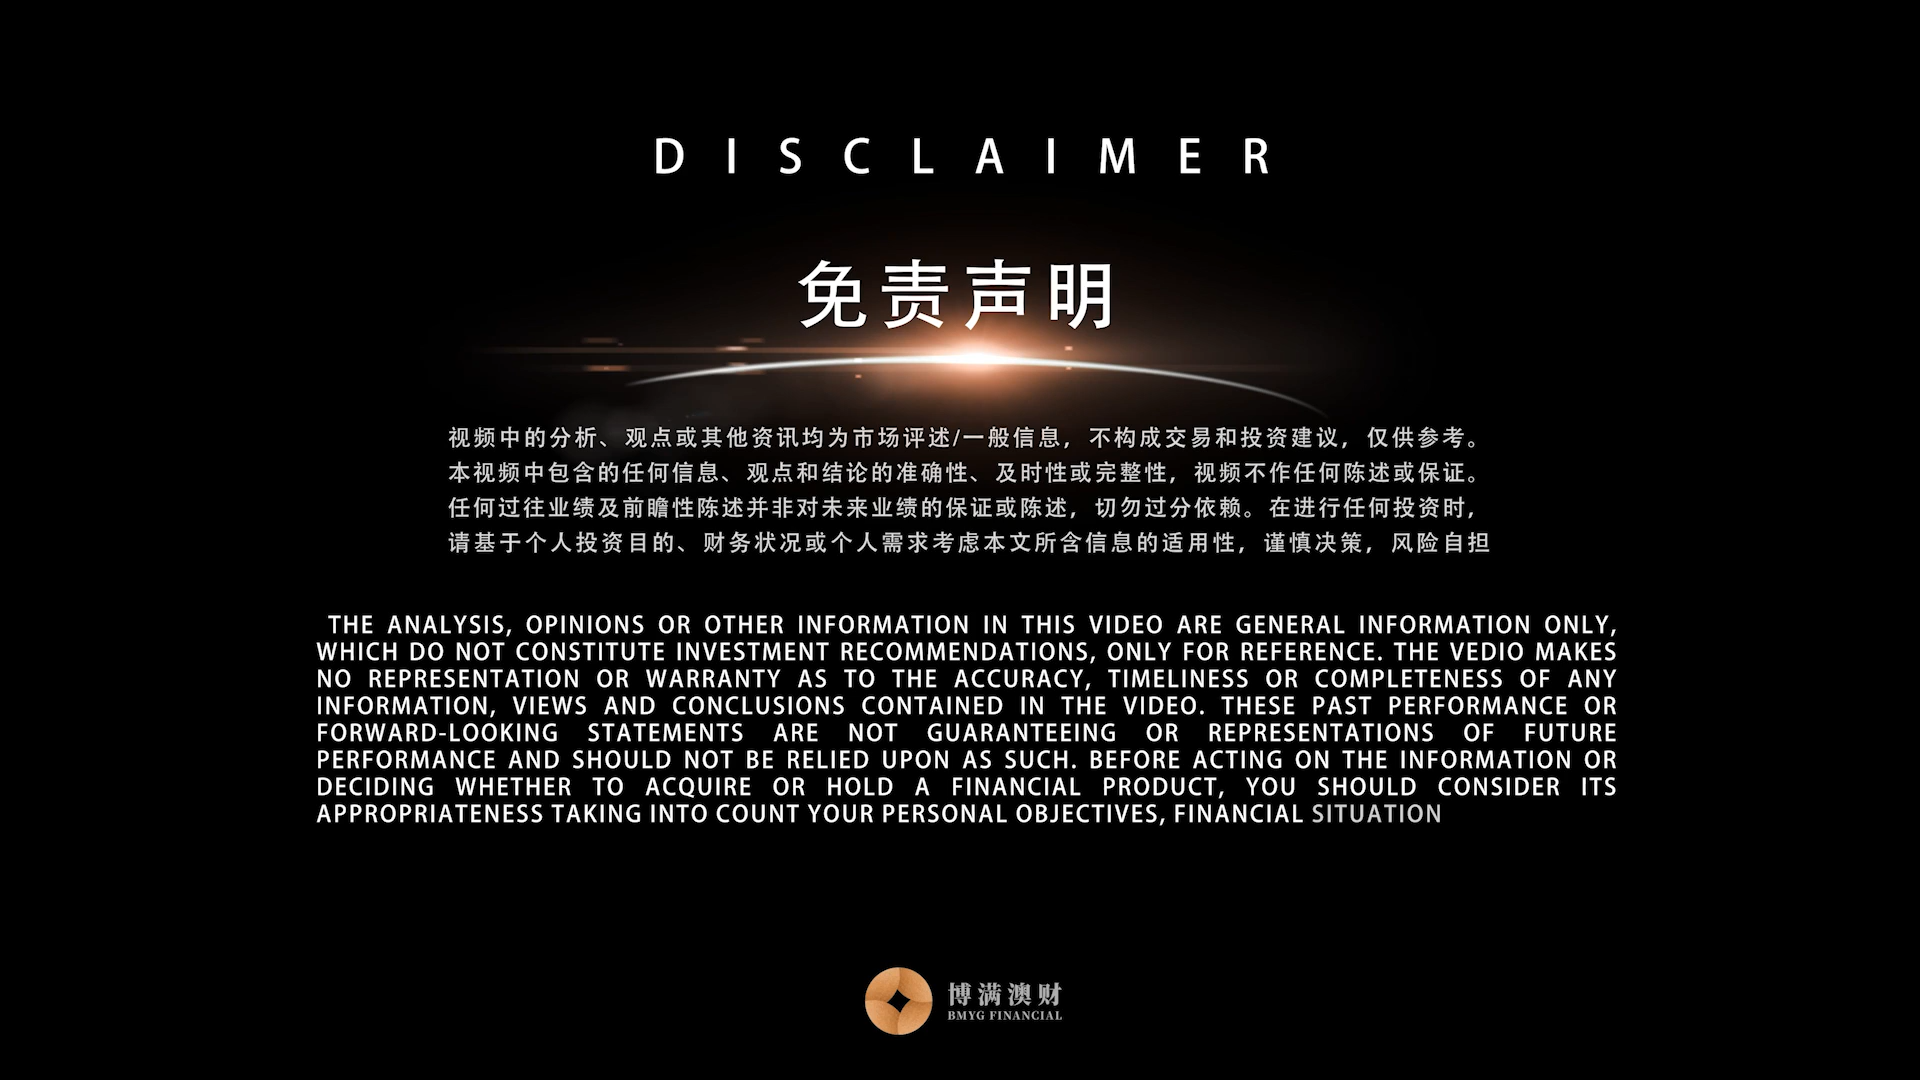 DISCLAIMER
免责声明
视频中的分析、观点或其他资讯均为市场评述/一般信息，不构成交易和投资建议，仅供参考。
本视频中包含的任何信息、观点和结论的准确性、及时性或完整性，视频不作任何陈述或保证。
任何过往业绩及前瞻性陈述并非对未来业绩的保证或陈述，切勿过分依赖。在进行任何投资时，
请基于个人投资目的、财务状况或个人需求考虑本文所含信息的适用性，谨慎决策，风险自担
THE ANALYSIS, OPINIONS OR OTHER INFORMATION IN THIS VIDEO ARE GENERAL INFORMATION ONLY,
WHICH DO NOT CONSTITUTE INVESTMENT RECOMMENDATIONS, ONLY FOR REFERENCE. THE VEDIO MAKES
NO REPRESENTATION OR WARRANTY AS TO THE ACCURACY, TIMELINESS OR COMPLETENESS OF ANY
INFORMATION, VIEWS AND CONCLUSIONS CONTAINED IN THE VIDEO. THESE PAST PERFORMANCE OR
FORWARD-LOOKING STATEMENTS ARE NOT GUARANTEEING OR REPRESENTATIONS OF FUTURE
PERFORMANCE AND SHOULD NOT BE RELIED UPON AS SUCH. BEFORE ACTING ON THE INFORMATION OR
DECIDING WHETHER TO ACQUIRE OR HOLD A FINANCIAL PRODUCT, YOU SHOULD CONSIDER ITS
APPROPRIATENESS TAKING INTO COUNT YOUR PERSONAL OBJECTIVES, FINANCIAL SITUATION
博满澳财
BMYG FINANCIAL